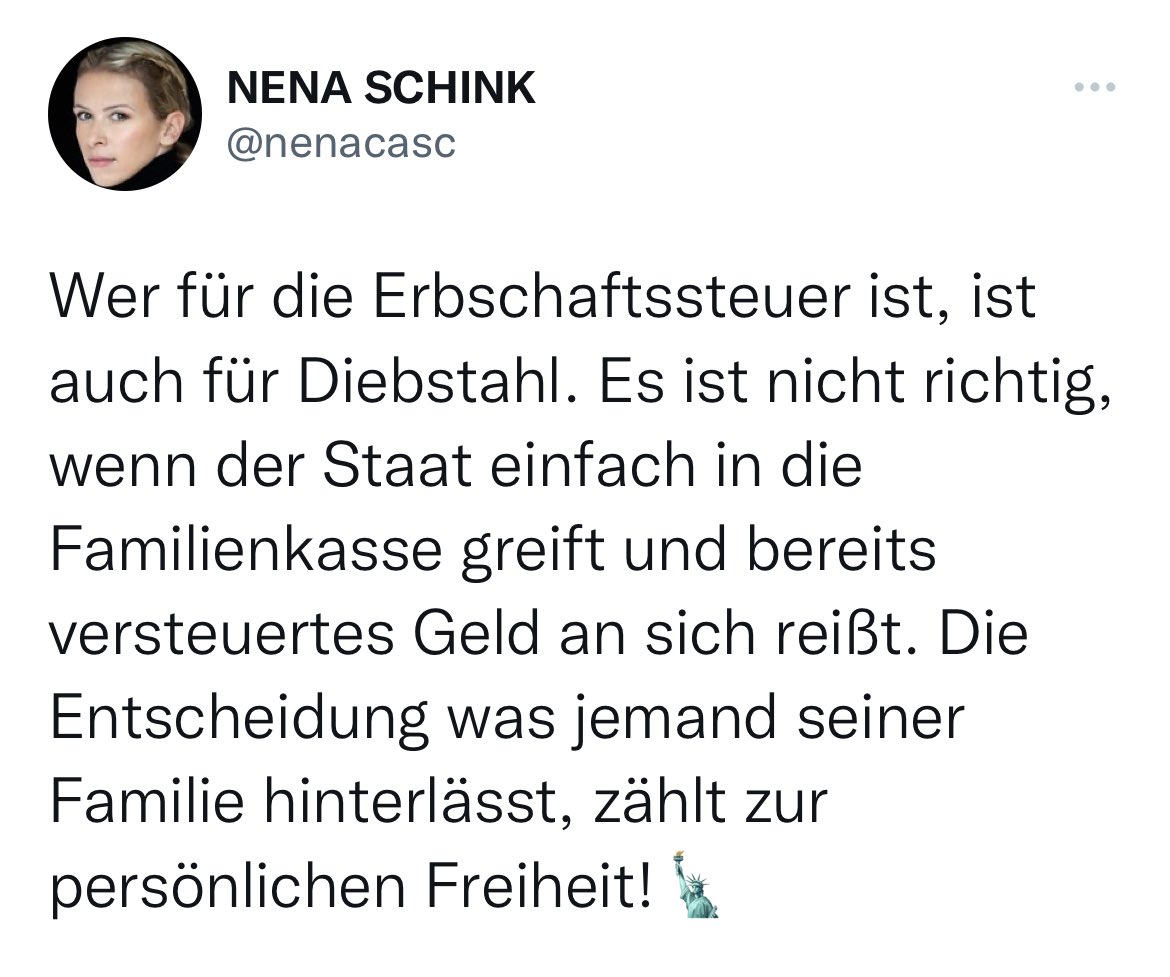 NENA SCHINK
@nenacasc
Wer für die Erbschaftssteuer ist, ist
auch für Diebstahl. Es ist nicht richtig,
wenn der Staat einfach in die
Familienkasse greift und bereits
versteuertes Geld an sich reißt. Die
Entscheidung was jemand seiner
Familie hinterlässt, zählt zur
persönlichen Freiheit! 🗽